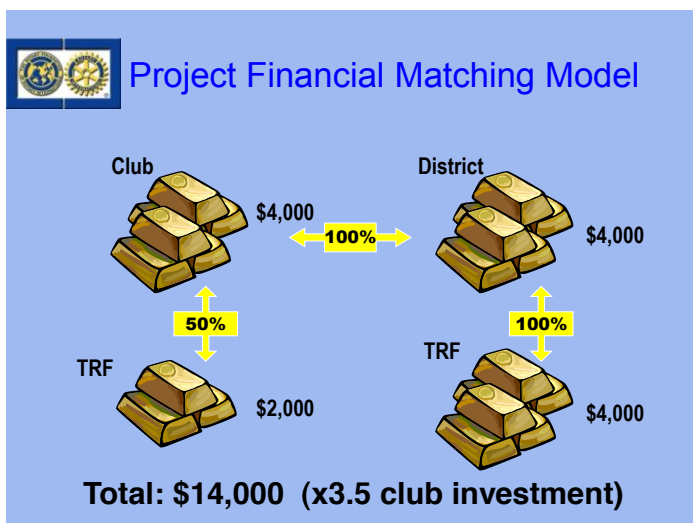 Project Financial Matching Model
Club
District
$4,000
100%
$4,000
50%
100%
TRF
TRF
$2,000
$4,000
Total: $14,000 (x3.5 club investment)